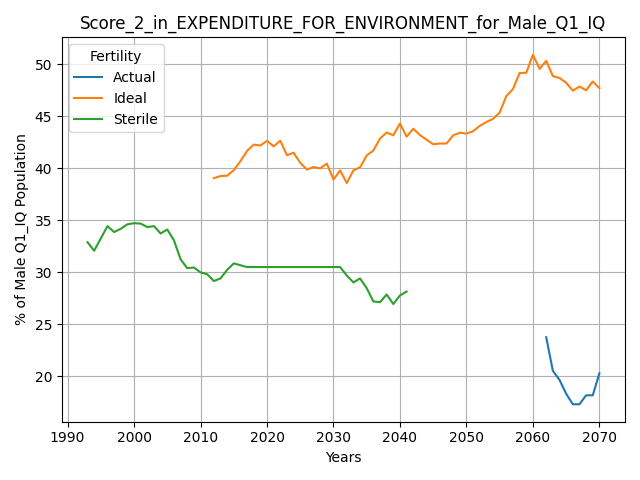 Score_2_in_EXPENDITURE_FOR_ENVIRONMENT_for_Male_Q1_IQ
Fertility
Actual
Ideal
Sterile
% of Male Q1_IQ Population
50
45
40
35
30
25
20
1990 2000 2010 2020 2030 2040 2050 2060 2070
Years